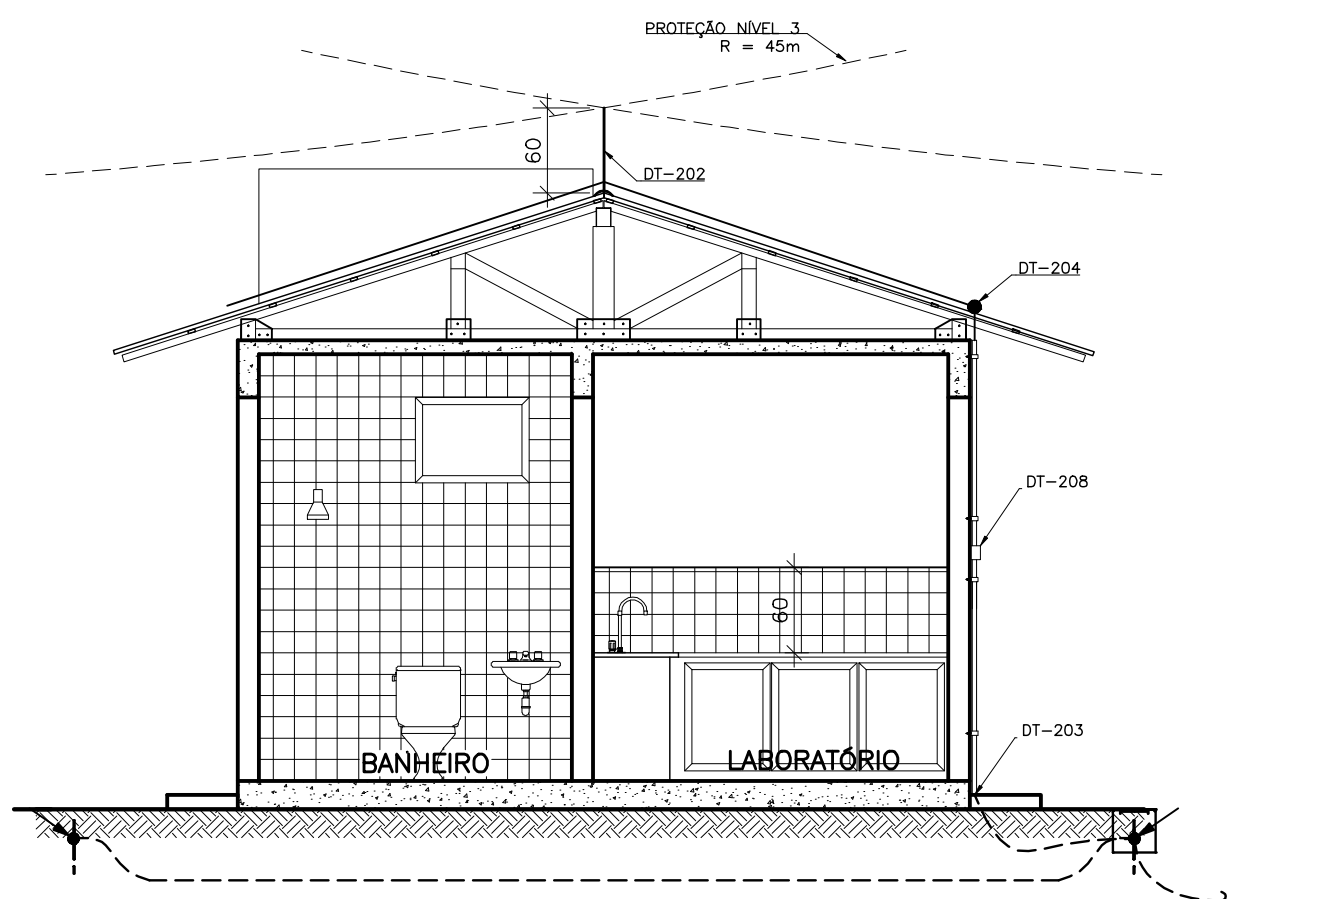 PROTEÇÃO NÍVEL 3
R = 45m
60
DT-202
DT-204
DT-208
60
DT-203
BANHEIRO
LABORATÓRIO